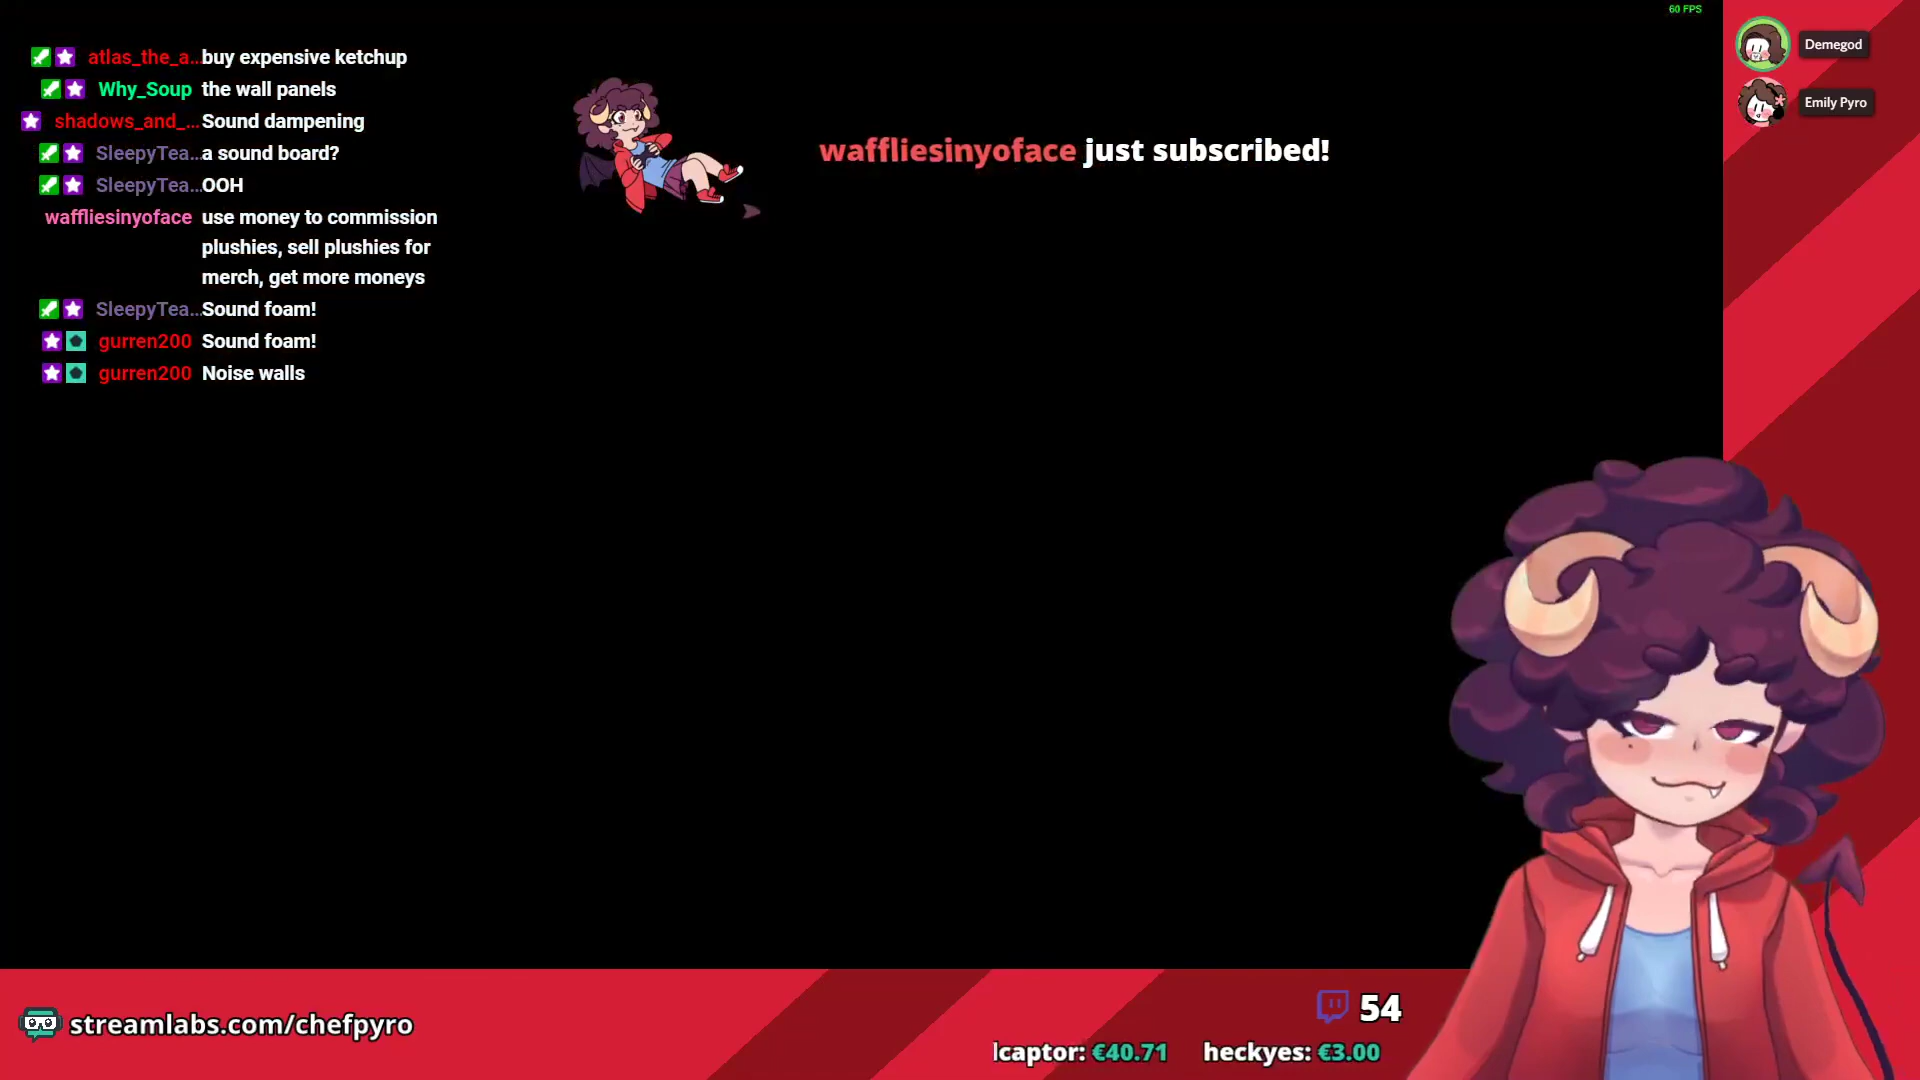 60 FPS
atlas_the_a... buy expensive ketchup
Why_Soup the wall panels
shadows_and_... Sound dampening
SleepyTea... a sound board?
SleepyTea... OOH
waffliesinyoface use money to commission
plushies, sell plushies for
merch, get more moneys
SleepyTea... Sound foam!
gurren200 Sound foam!
gurren200 Noise walls
waffliesinyoface just subscribed!
Demegod
Emily Pyro
streamlabs.com/chefpyro
54
captor: €40.71 heckyes: €3.00